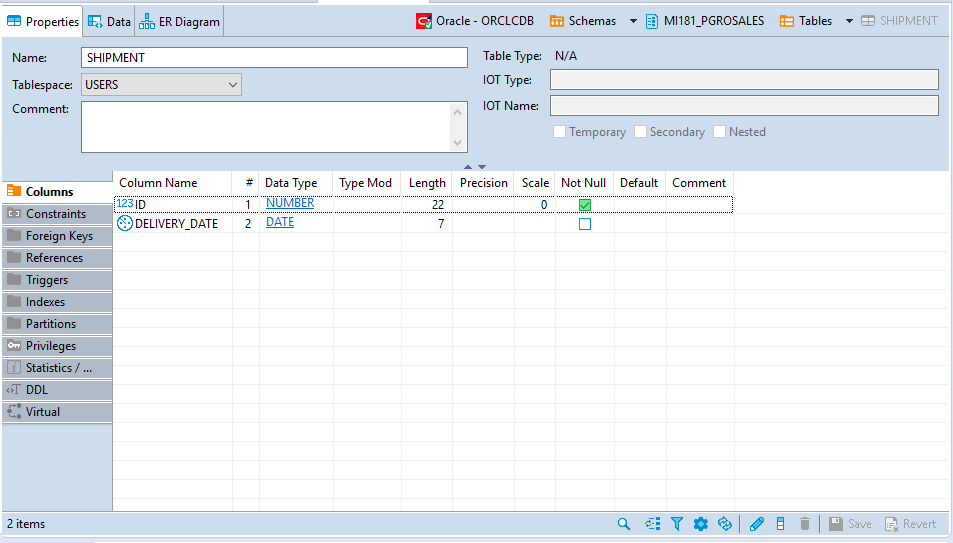 Properties Data ER Diagram Oracle - ORCLCDB Schemas MI181_PGROSALES Tables SHIPMENT
Name: SHIPMENT Table Type: N/A
Tablespace: USERS IOT Type:
Comment: IOT Name:
Temporary Secondary Nested
Column Name # Data Type Type Mod Length Precision Scale Not Null Default Comment
123 ID 1 NUMBER 22 0
DELIVERY_DATE 2 DATE 7
Columns
Constraints
Foreign Keys
References
Triggers
Indexes
Partitions
Privileges
Statistics / ...
DDL
Virtual
2 items Save Revert